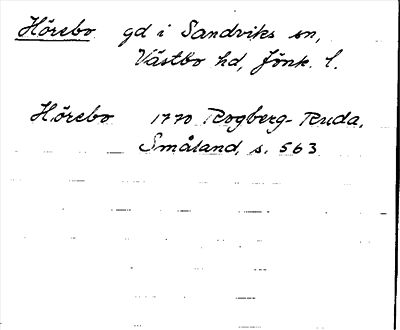 Hörebo gd i Sandviks sn,
Västbo hd, Jönk. l.
Hörebo 1770 Rogberg-Ruda,
Småland, s. 563